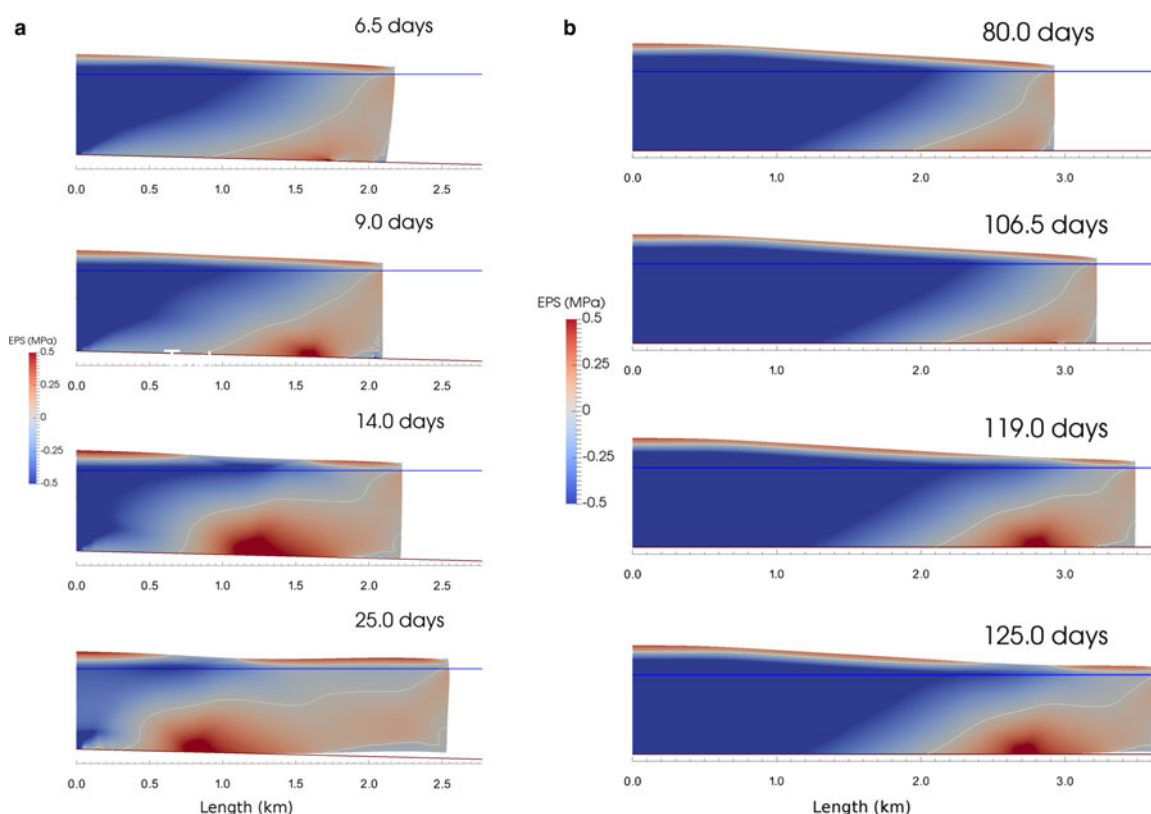 a
6.5 days
0.0 0.5 1.0 1.5 2.0 2.5
9.0 days
EPS (MPa)
0.5
0.25
0
-0.25
-0.5
0.0 0.5 1.0 1.5 2.0 2.5
14.0 days
0.0 0.5 1.0 1.5 2.0 2.5
25.0 days
0.0 0.5 1.0 1.5 2.0 2.5
Length (km)
b
80.0 days
0.0 1.0 2.0 3.0
106.5 days
EPS (MPa)
0.5
0.25
0
-0.25
-0.5
0.0 1.0 2.0 3.0
119.0 days
0.0 1.0 2.0 3.0
125.0 days
0.0 1.0 2.0 3.0
Length (km)